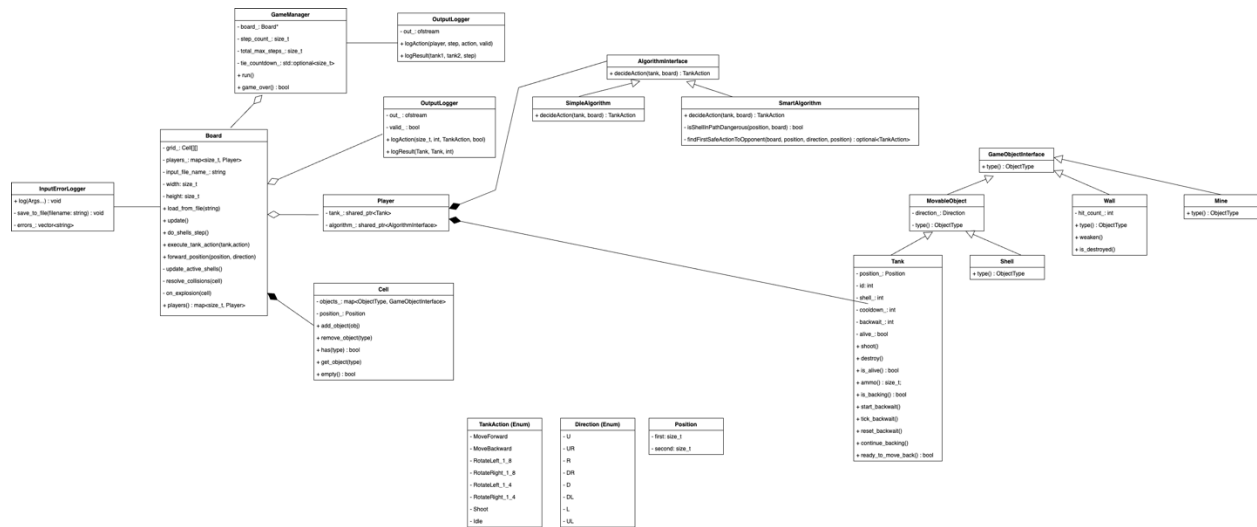 GameManager
- board_: Board*
- step_count_: size_t
- total_max_steps_: size_t
- tie_countdown_: std::optional<size_t>
+ run()
+ game_over() : bool
OutputLogger
- out_: ofstream
+ logAction(player, step, action, valid)
+ logResult(tank1, tank2, step)
AlgorithmInterface
+ decideAction(tank, board) : TankAction
SimpleAlgorithm
+ decideAction(tank, board) : TankAction
SmartAlgorithm
+ decideAction(tank, board) : TankAction
- isShellInPathDangerous(position, board) : bool
- findFirstSafeActionToOpponent(board, position, direction, position) : optional<TankAction>
OutputLogger
- out_: ofstream
- valid_: bool
+ logAction(size_t, int, TankAction, bool)
+ logResult(Tank, Tank, int)
Board
- grid_: Cell[][]
- players_: map<size_t, Player>
- input_file_name_: string
- width: size_t
- height: size_t
+ load_from_file(string)
+ update()
+ do_shells_step()
+ execute_tank_action(tank,action)
+ forward_position(position, direction)
- update_active_shells()
- resolve_collisions(cell)
- on_explosion(cell)
+ players() : map<size_t, Player>
InputErrorLogger
+ log(Args...) : void
- save_to_file(filename: string) : void
- errors_: vector<string>
Player
- tank_: shared_ptr<Tank>
- algorithm_: shared_ptr<AlgorithmInterface>
Cell
- objects_: map<ObjectType, GameObjectInterface>
- position_: Position
+ add_object(obj)
+ remove_object(type)
+ has(type) : bool
+ get_object(type)
+ empty() : bool
GameObjectInterface
+ type() : ObjectType
MovableObject
- direction_: Direction
- type() : ObjectType
Wall
- hit_count_: int
+ type() : ObjectType
+ weaken()
+ is_destroyed()
Mine
+ type() : ObjectType
Tank
- position_: Position
- id: int
- shell_: int
- cooldown_: int
- backwait_: int
- alive_: bool
+ shoot()
+ destroy()
+ is_alive() : bool
+ ammo() : size_t;
+ is_backing() : bool
+ start_backwait()
+ tick_backwait()
+ reset_backwait()
+ continue_backing()
+ ready_to_move_back() : bool
Shell
+ type() : ObjectType
TankAction (Enum)
- MoveForward
- MoveBackward
- RotateLeft_1_8
- RotateRight_1_8
- RotateLeft_1_4
- RotateRight_1_4
- Shoot
- Idle
Direction (Enum)
- U
- UR
- R
- DR
- D
- DL
- L
- UL
Position
- first: size_t
- second: size_t